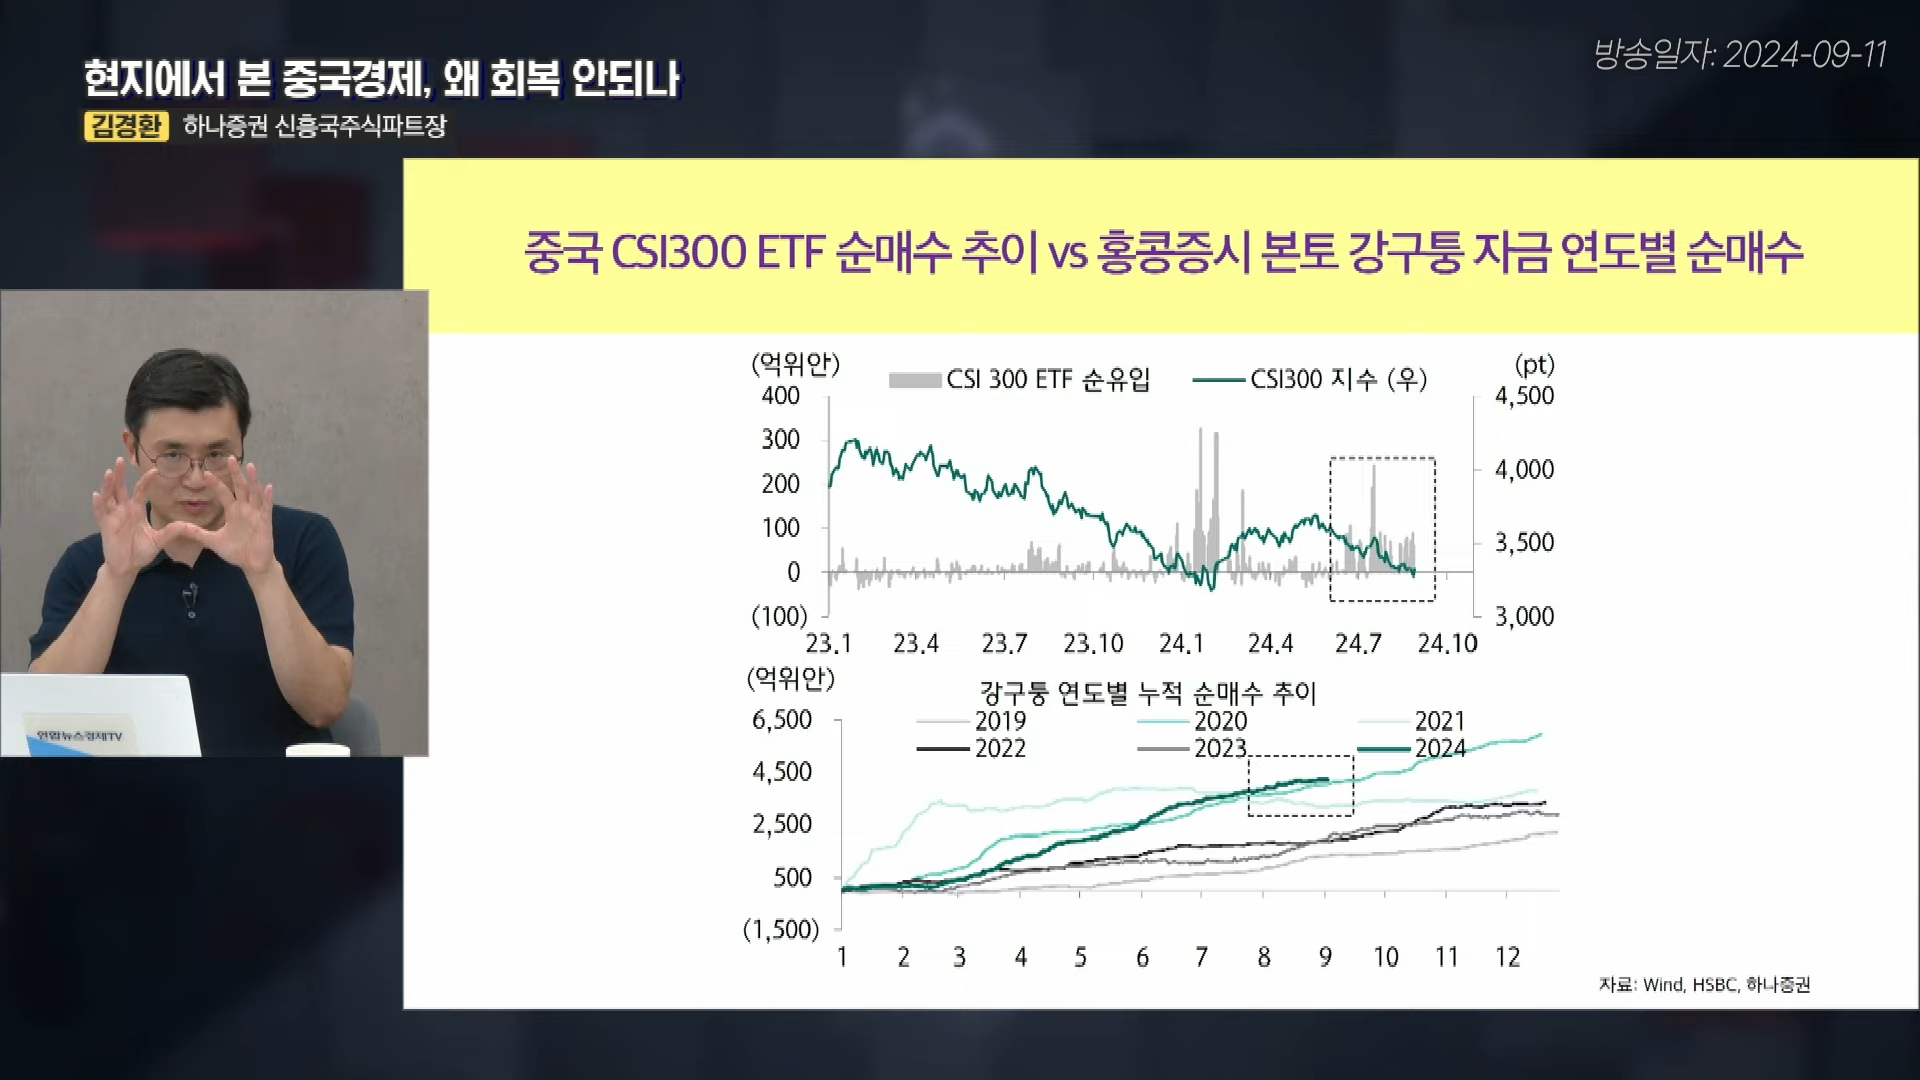 방송일자: 2024-09-11
현지에서 본 중국경제, 왜 회복 안되나
김경환 하나증권 신흥국주식파트장
중국 CSI300 ETF 순매수 추이 vs 홍콩증시 본토 강구퉁 자금 연도별 순매수
(억위안) (pt)
CSI 300 ETF 순유입 CSI300 지수 (우)
400 4,500
300
4,000
200
100
3,500
0
(100) 3,000
23.1 23.4 23.7 23.10 24.1 24.4 24.7 24.10
(억위안)
강구퉁 연도별 누적 순매수 추이
6,500
2019 2020 2021
2022 2023 2024
4,500
2,500
500
(1,500)
1 2 3 4 5 6 7 8 9 10 11 12
자료: Wind, HSBC, 하나증권
연합뉴스경제TV